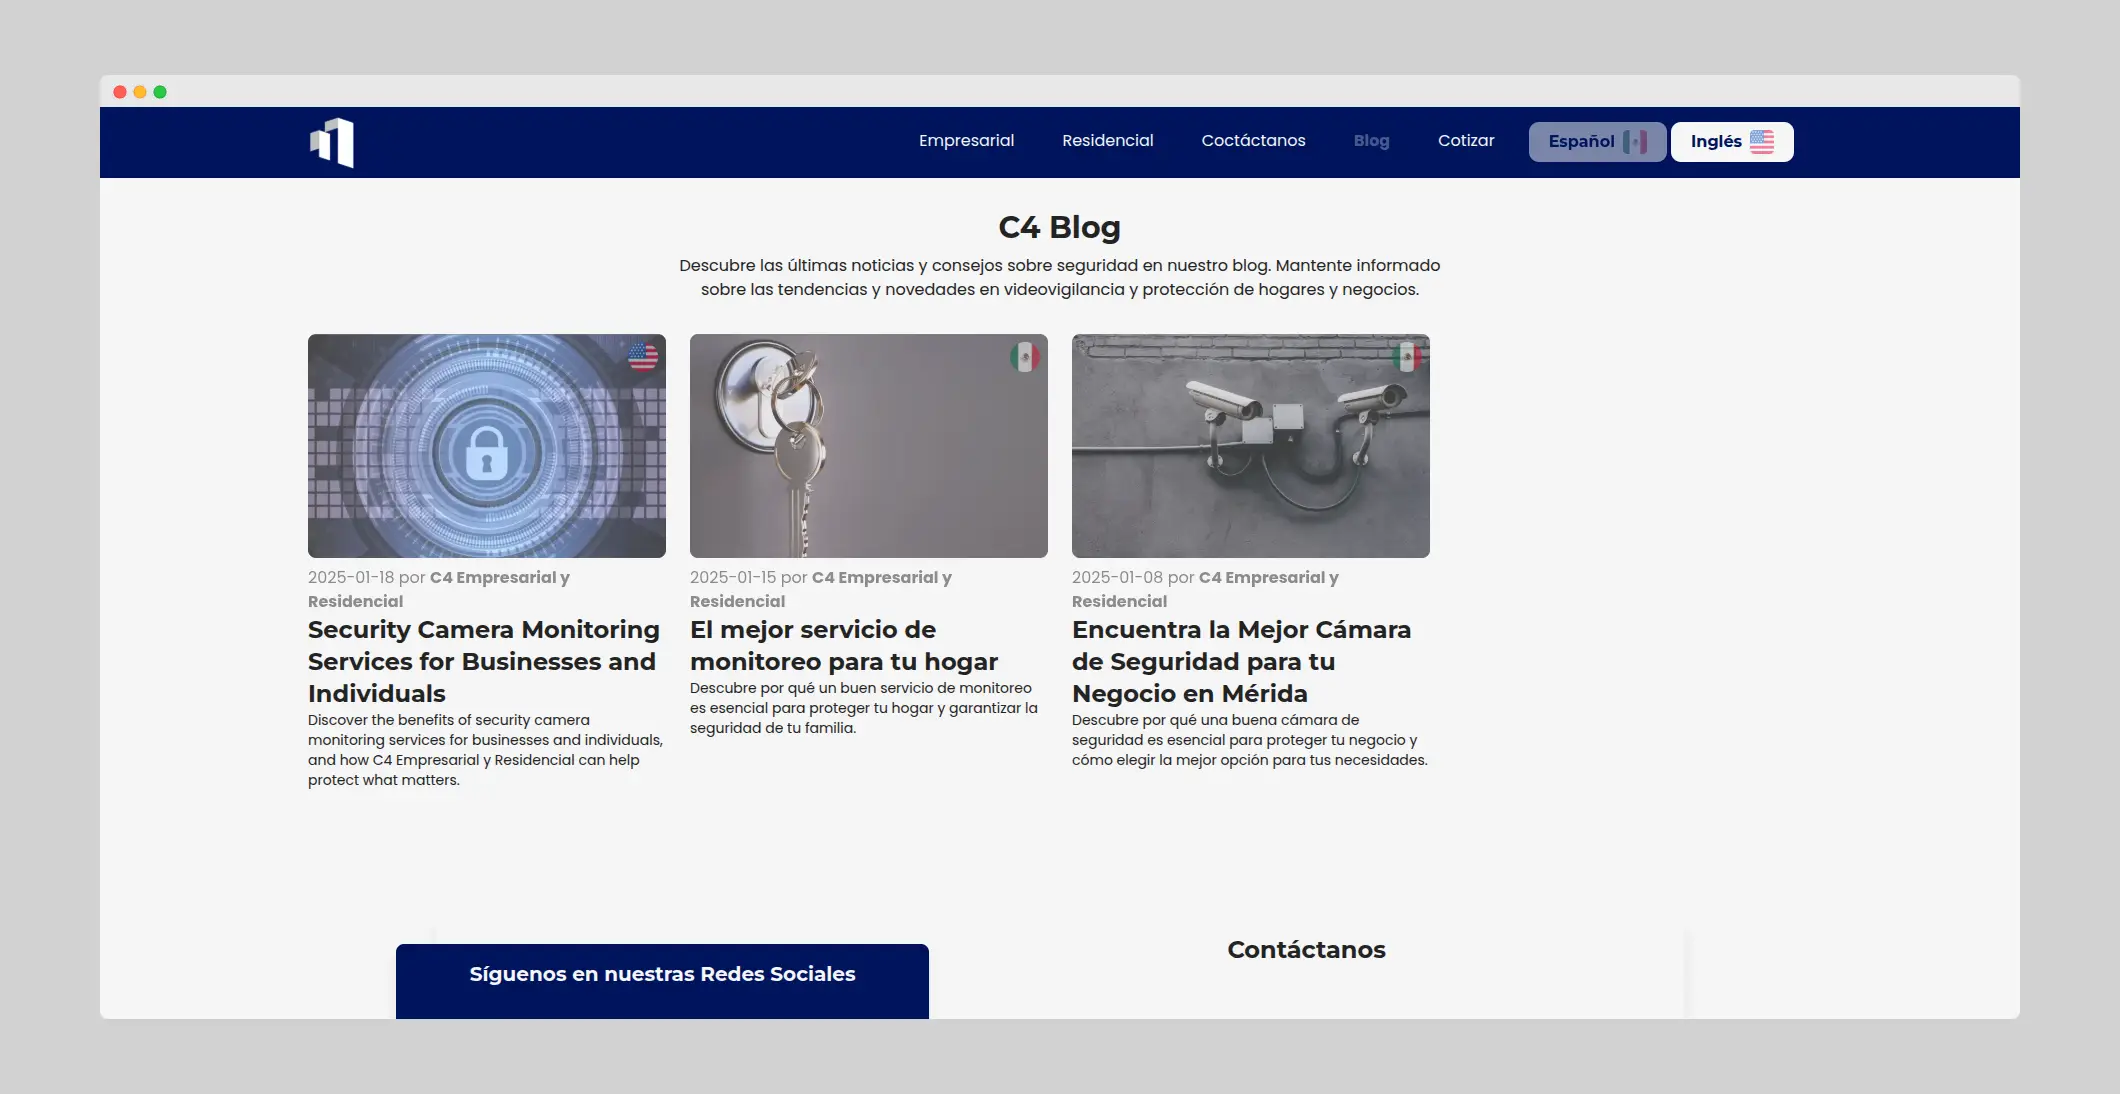 Empresarial
Residencial
Coctáctanos
Blog
Cotizar
Español
Inglés
C4 Blog
Descubre las últimas noticias y consejos sobre seguridad en nuestro blog. Mantente informado
sobre las tendencias y novedades en videovigilancia y protección de hogares y negocios.
2025-01-18 por C4 Empresarial y
Residencial
Security Camera Monitoring
Services for Businesses and
Individuals
Discover the benefits of security camera
monitoring services for businesses and individuals,
and how C4 Empresarial y Residencial can help
protect what matters.
2025-01-15 por C4 Empresarial y
Residencial
El mejor servicio de
monitoreo para tu hogar
Descubre por qué un buen servicio de monitoreo
es esencial para proteger tu hogar y garantizar la
seguridad de tu familia.
2025-01-08 por C4 Empresarial y
Residencial
Encuentra la Mejor Cámara
de Seguridad para tu
Negocio en Mérida
Descubre por qué una buena cámara de
seguridad es esencial para proteger tu negocio y
cómo elegir la mejor opción para tus necesidades.
Síguenos en nuestras Redes Sociales
Contáctanos